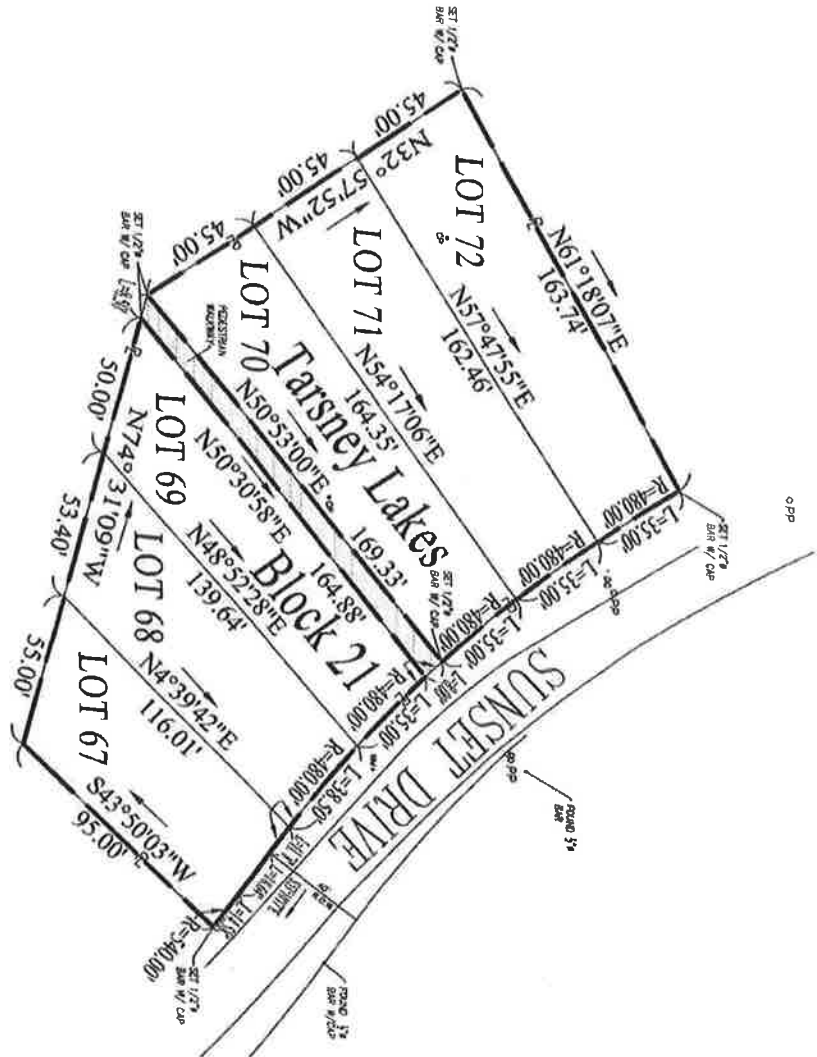 SET 1/2"ø
BAR W/ CAP
45.00'
45.00'
45.00'
N32°
57'52"W
LOT 72
CP
N61°18'07"E
163.74'
N57°47'55"E
162.46'
LOT 71
N54°17'06"E
164.35'
LOT 70
Tarsney Lakes
N50°53'00"E
169.33'
PEDESTRIAN
WALKWAY
SET 1/2"ø
BAR W/ CAP
N50°30'58"E
164.88'
Block 21
50.00'
LOT 69
N48°52'28"E
139.64'
N74°31'09"W
53.40'
LOT 68
N4°39'42"E
116.01'
55.00'
LOT 67
S43°50'03"W
95.00'
R=480.00'
L=35.00'
R=480.00'
L=35.00'
R=480.00'
L=35.00'
R=480.00'
L=35.00'
R=480.00'
L=38.50'
R=540.00'
SET 1/2"ø
BAR W/ CAP
SET 1/2"ø
BAR W/ CAP
SET 1/2"ø
BAR W/ CAP
SUNSET DRIVE
R.O.W.
o PP
PP
PP
FOUND
BAR
FOUND
BAR W/CAP